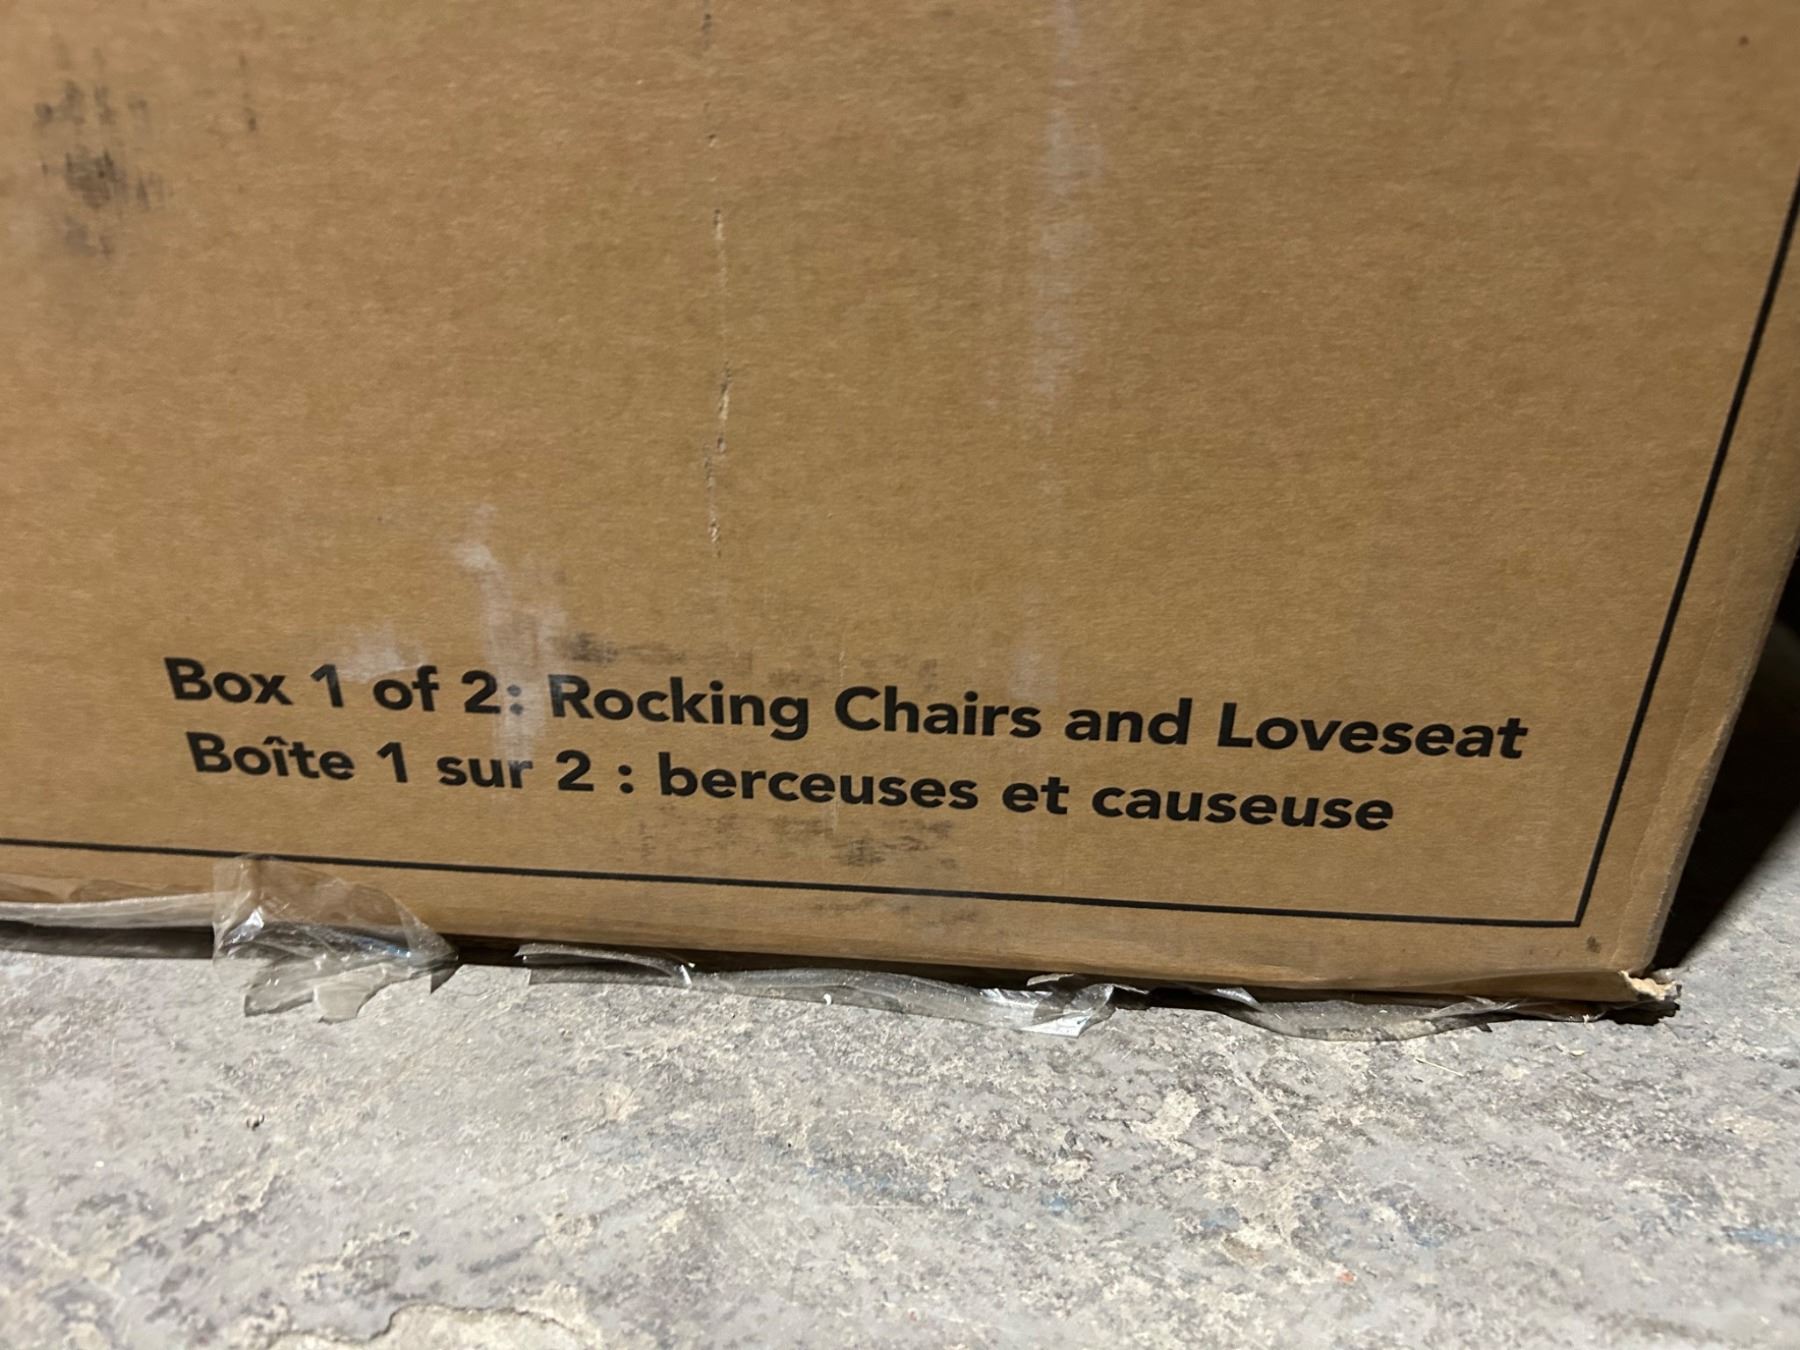 Box 1 of 2: Rocking Chairs and Loveseat
Boîte 1 sur 2 : berceuses et causeuse